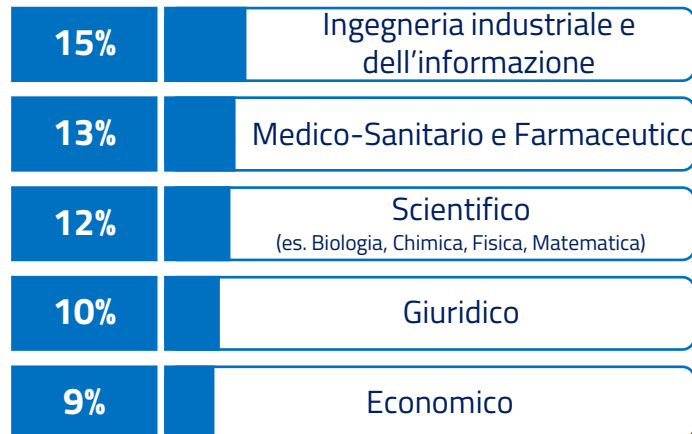 15%
Ingegneria industriale e
dell’informazione
13%
Medico-Sanitario e Farmaceutico
12%
Scientifico
(es. Biologia, Chimica, Fisica, Matematica)
10%
Giuridico
9%
Economico